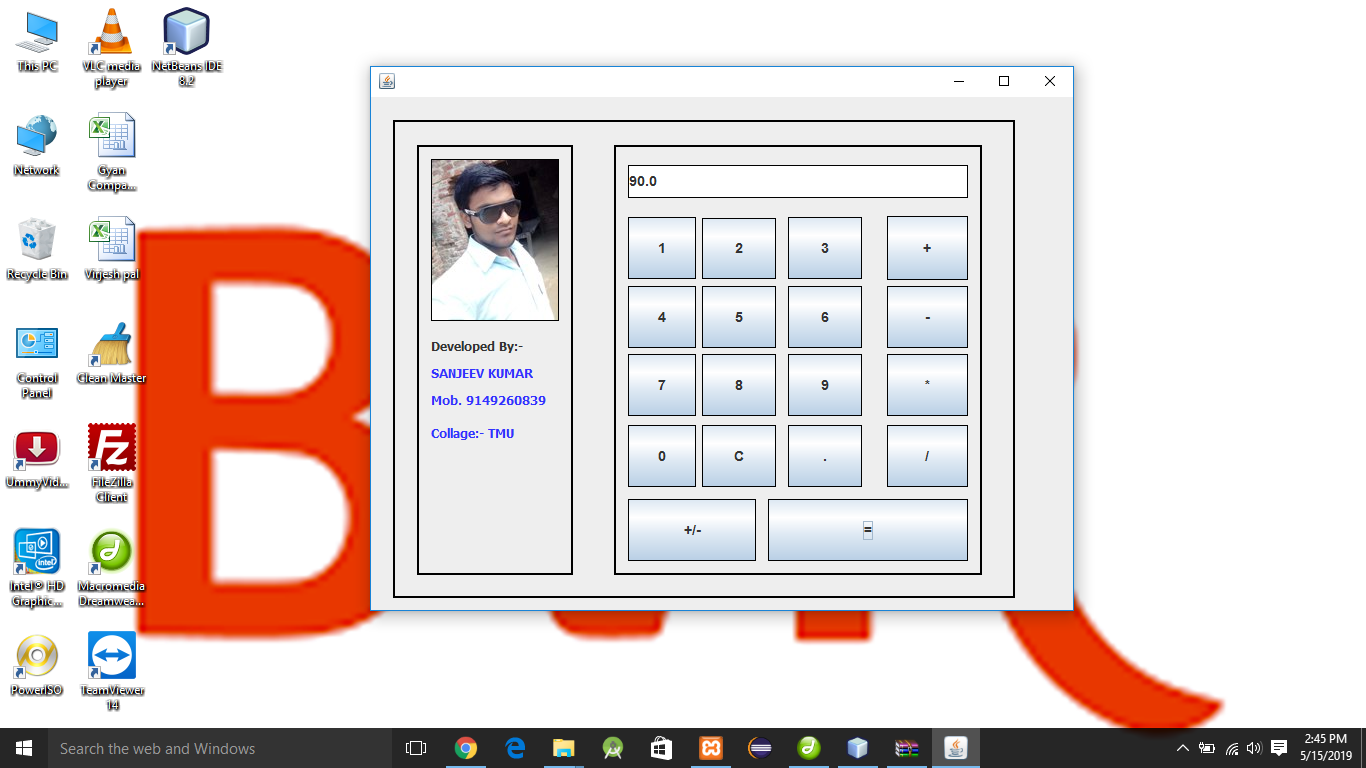 This PC
VLC media
player
NetBeans IDE
8.2
Network
Gyan
Compa...
Recycle Bin
Virjesh pal
Control
Panel
Clean Master
UmmyVid...
FileZilla
Client
Intel® HD
Graphic...
Macromedia
Dreamwea...
PowerISO
TeamViewer
14
90.0
1 2 3 +
4 5 6 -
7 8 9 *
0 C . /
+/- =
Developed By:-
SANJEEV KUMAR
Mob. 9149260839
Collage:- TMU
Search the web and Windows
2:45 PM
5/15/2019